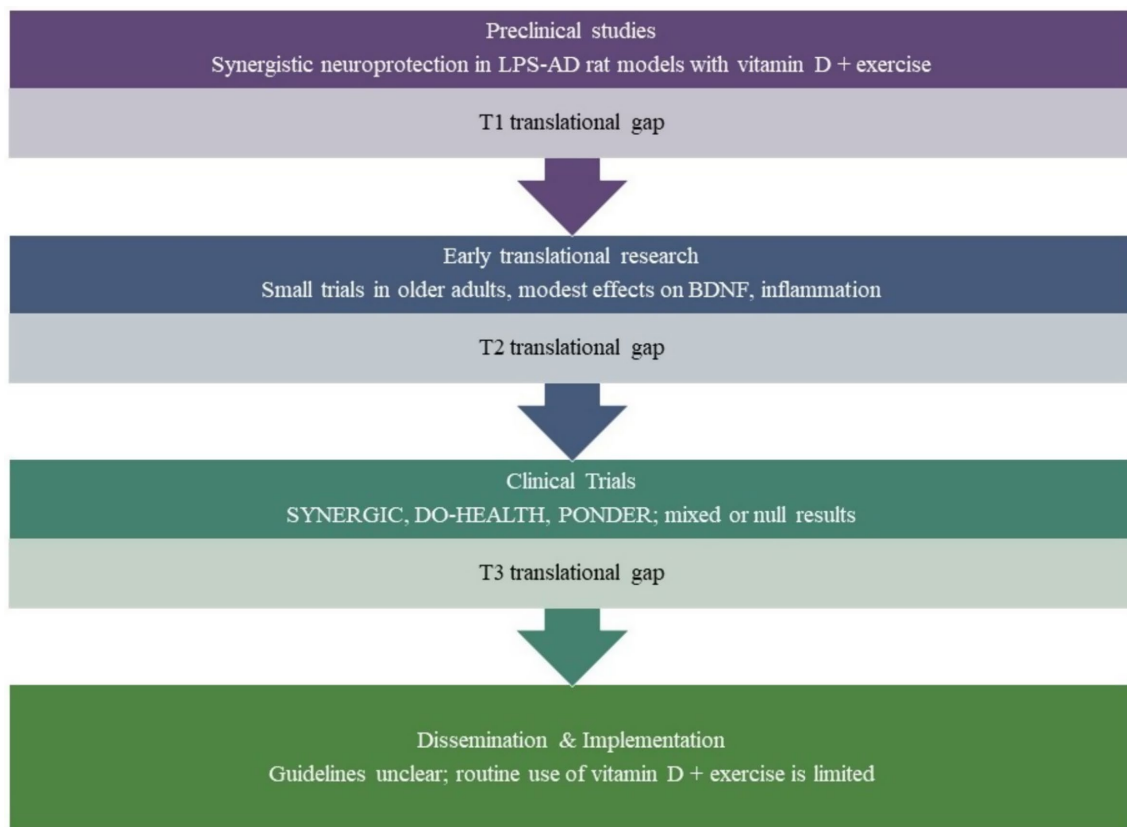 Preclinical studies
Synergistic neuroprotection in LPS-AD rat models with vitamin D + exercise
T1 translational gap
Early translational research
Small trials in older adults, modest effects on BDNF, inflammation
T2 translational gap
Clinical Trials
SYNERGIC, DO-HEALTH, PONDER; mixed or null results
T3 translational gap
Dissemination & Implementation
Guidelines unclear; routine use of vitamin D + exercise is limited